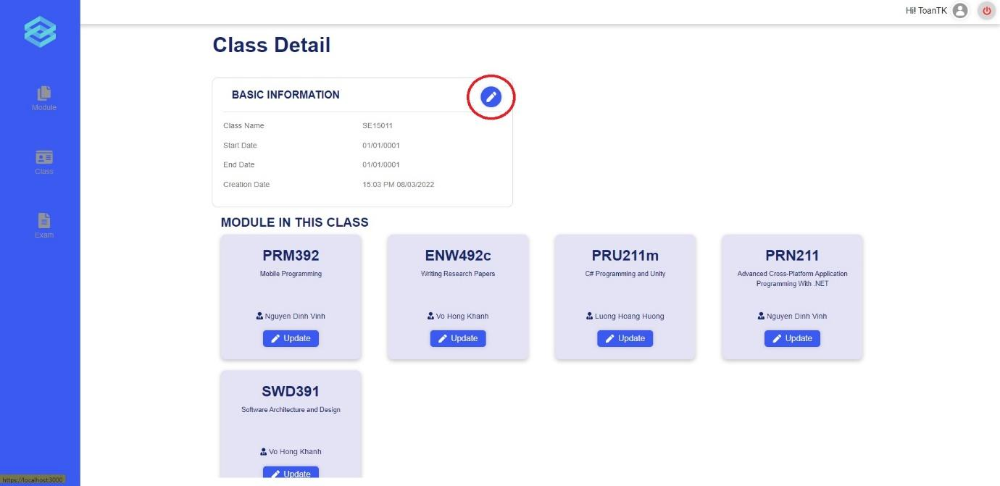 Hi! ToanTK
Module
Class
Exam
Class Detail
BASIC INFORMATION
Class Name SE15011
Start Date 01/01/0001
End Date 01/01/0001
Creation Date 15:03 PM 08/03/2022
MODULE IN THIS CLASS
PRM392
Mobile Programming
Nguyen Dinh Vinh
Update
ENW492c
Writing Research Papers
Vo Hong Khanh
Update
PRU211m
C# Programming and Unity
Luong Hoang Huong
Update
PRN211
Advanced Cross-Platform Application
Programming With .NET
Nguyen Dinh Vinh
Update
SWD391
Software Architecture and Design
Vo Hong Khanh
Update
https://localhost:3000